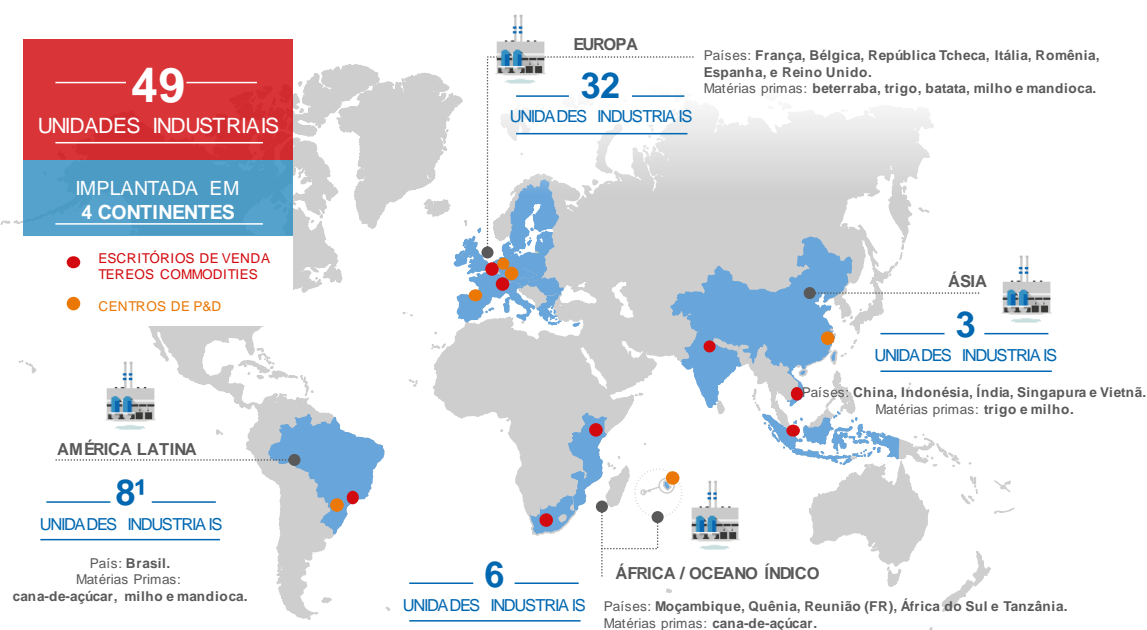 49
UNIDADES INDUSTRIAIS
IMPLANTADA EM
4 CONTINENTES
ESCRITÓRIOS DE VENDA
TEREOS COMMODITIES
CENTROS DE P&D
EUROPA
32
UNIDADES INDUSTRIAIS
Países: França, Bélgica, República Tcheca, Itália, Romênia,
Espanha, e Reino Unido.
Matérias primas: beterraba, trigo, batata, milho e mandioca.
ÁSIA
3
UNIDADES INDUSTRIAIS
Países: China, Indonésia, Índia, Singapura e Vietnã.
Matérias primas: trigo e milho.
AMÉRICA LATINA
8¹
UNIDADES INDUSTRIAIS
País: Brasil.
Matérias Primas:
cana-de-açúcar, milho e mandioca.
6
UNIDADES INDUSTRIAIS
ÁFRICA / OCEANO ÍNDICO
Países: Moçambique, Quênia, Reunião (FR), África do Sul e Tanzânia.
Matérias primas: cana-de-açúcar.